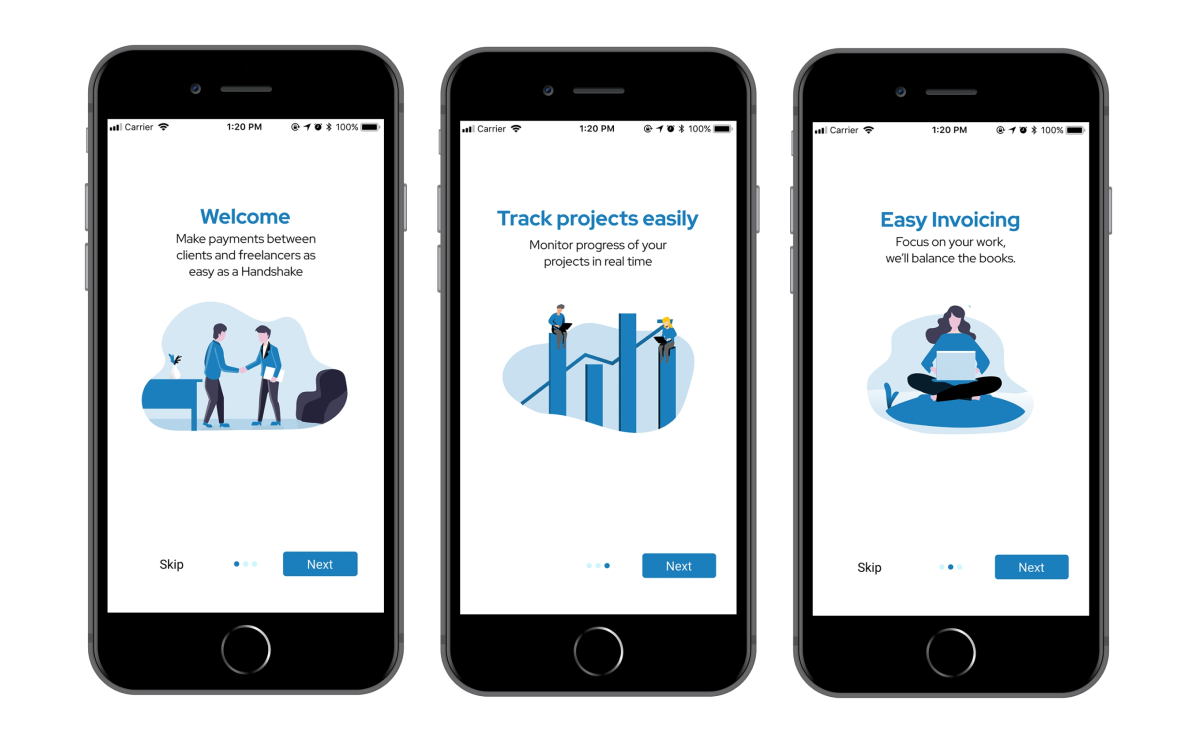 Carrier 1:20 PM 100%
Welcome
Make payments between
clients and freelancers as
easy as a Handshake
Skip
Next
Carrier 1:20 PM 100%
Track projects easily
Monitor progress of your
projects in real time
Next
Carrier 1:20 PM 100%
Easy Invoicing
Focus on your work,
we'll balance the books.
Skip
Next